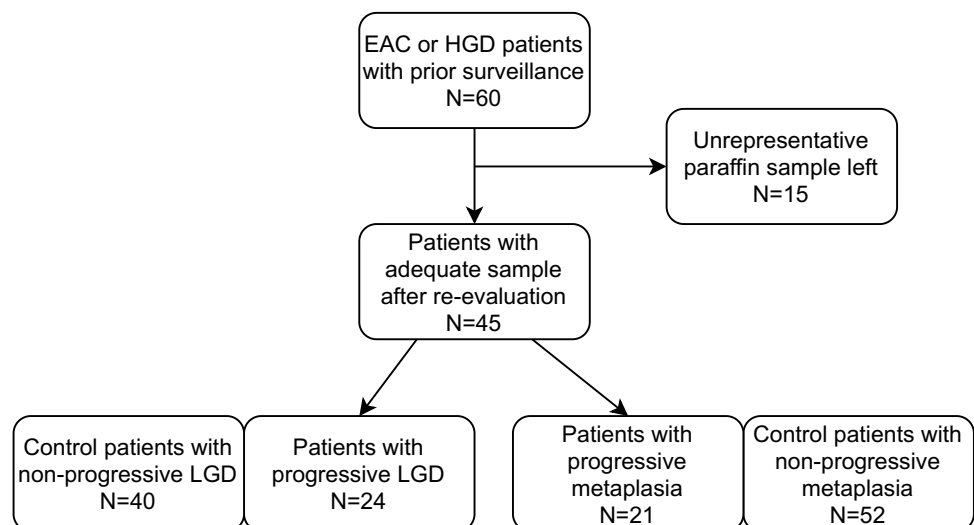 EAC or HGD patients
with prior surveillance
N=60
Unrepresentative
paraffin sample left
N=15
Patients with
adequate sample
after re-evaluation
N=45
Control patients with
non-progressive LGD
N=40
Patients with
progressive LGD
N=24
Patients with
progressive
metaplasia
N=21
Control patients with
non-progressive
metaplasia
N=52